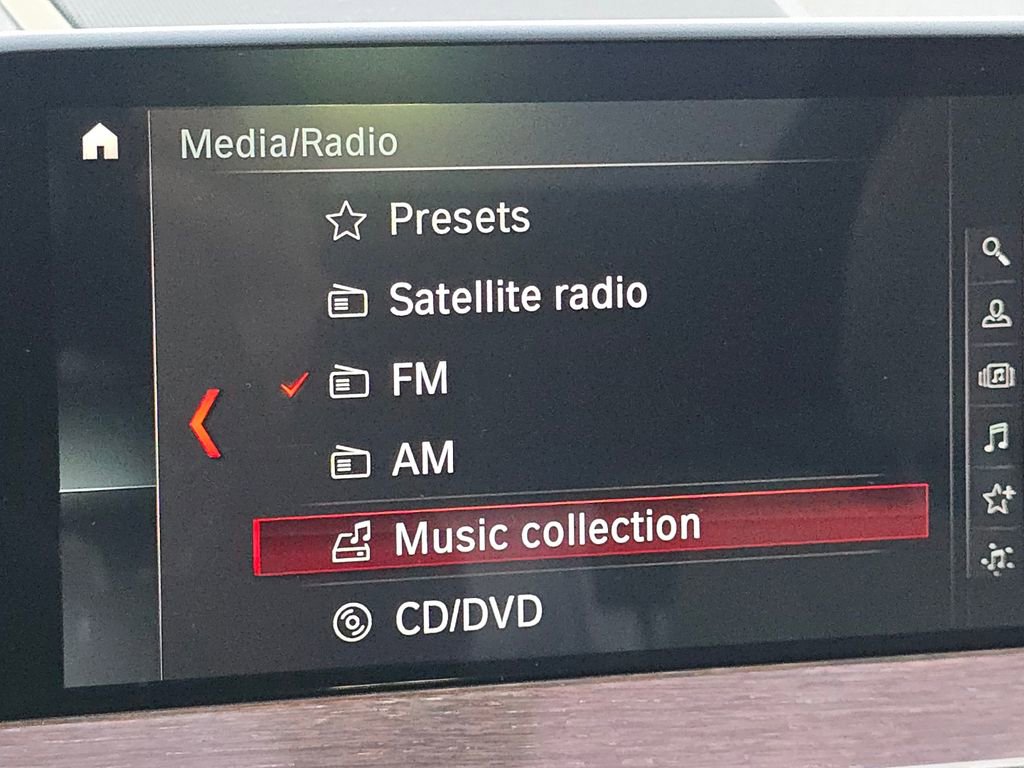 Media/Radio
Presets
Satellite radio
FM
AM
Music collection
CD/DVD